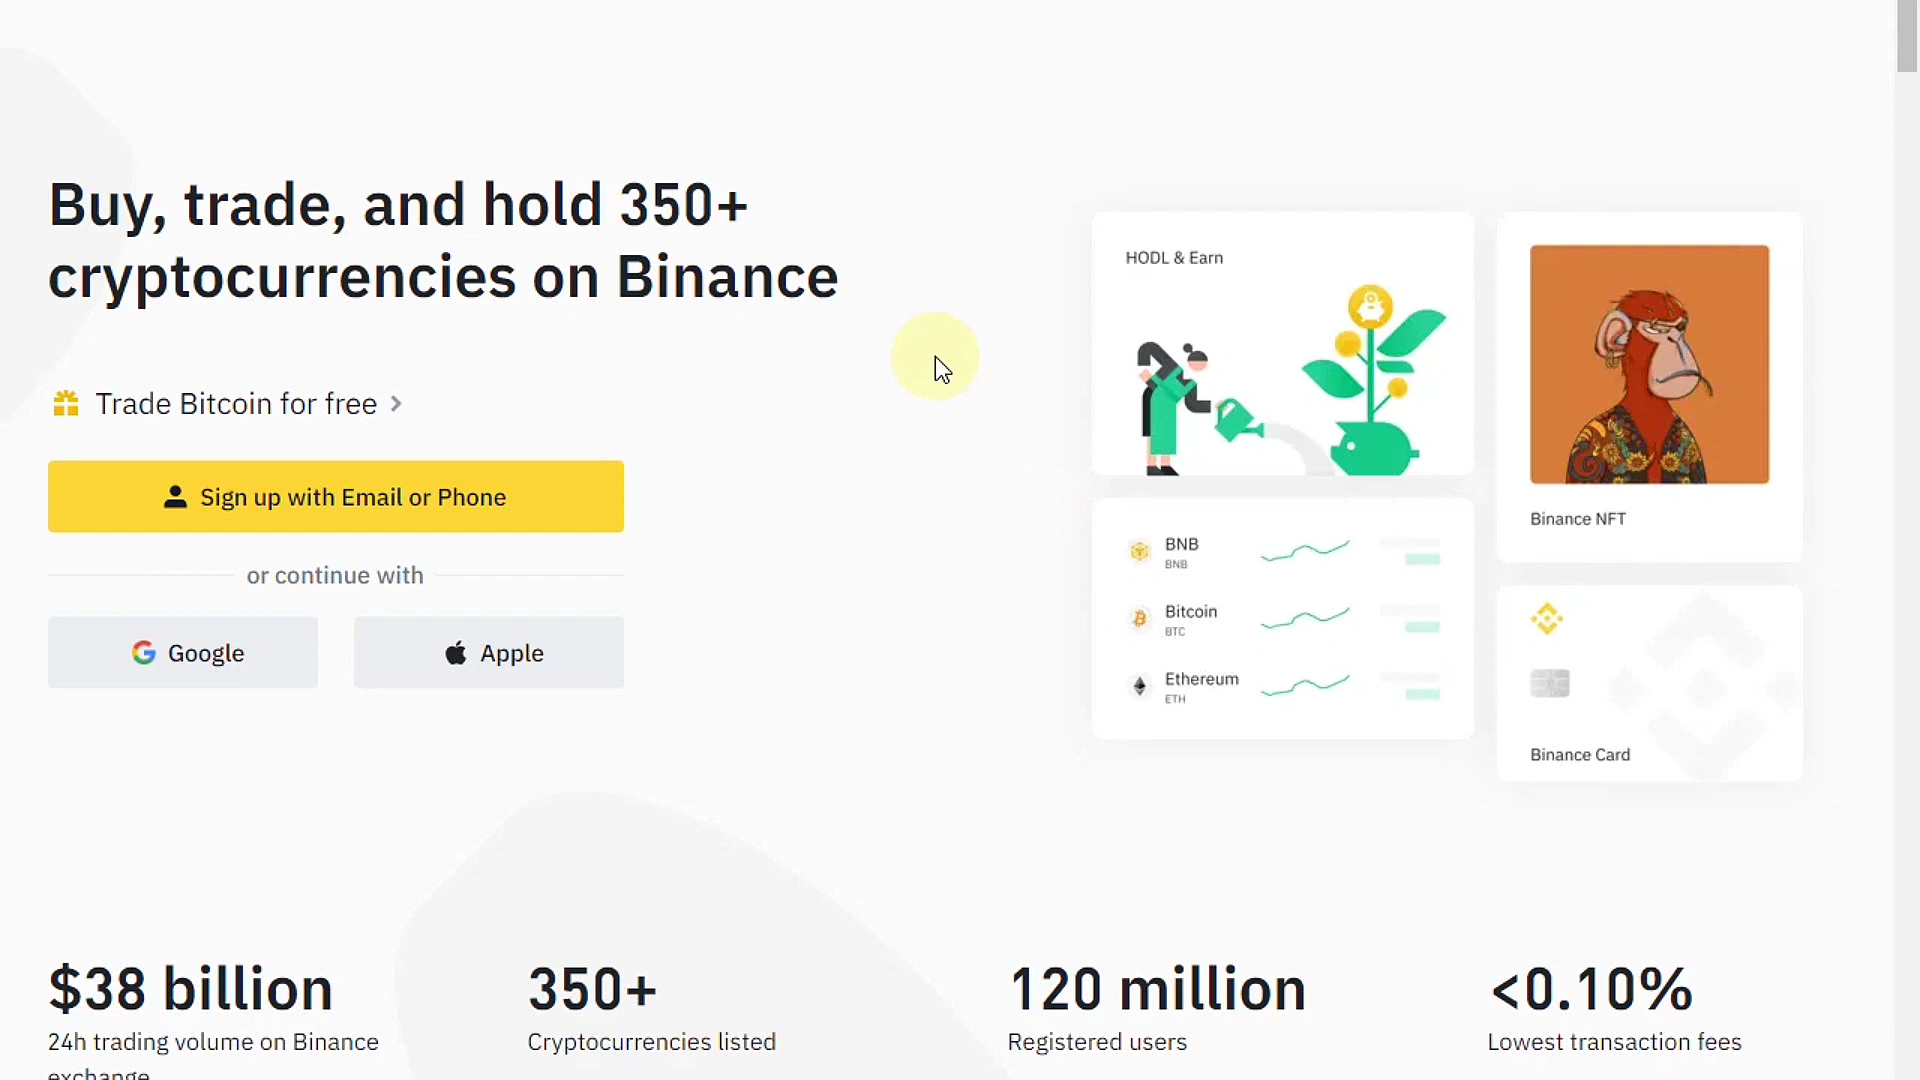 Buy, trade, and hold 350+
cryptocurrencies on Binance
Trade Bitcoin for free
Sign up with Email or Phone
or continue with
Google
Apple
HODL & Earn
BNB
BNB
Bitcoin
BTC
Ethereum
ETH
Binance NFT
Binance Card
$38 billion
24h trading volume on Binance
exchange
350+
Cryptocurrencies listed
120 million
Registered users
<0.10%
Lowest transaction fees